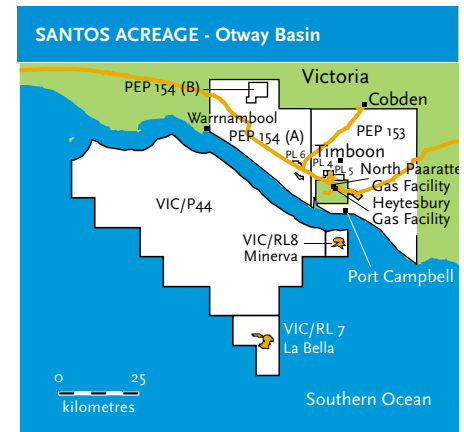 SANTOS ACREAGE - Otway Basin
Victoria
PEP 154 (B)
Cobden
Warrnambool
PEP 154 (A)
PEP 153
PL 6
Timboon
PL 4
PL 5
North Paaratte
Gas Facility
Heytesbury
Gas Facility
VIC/P44
VIC/RL8
Minerva
Port Campbell
VIC/RL 7
La Bella
0 25
kilometres
Southern Ocean